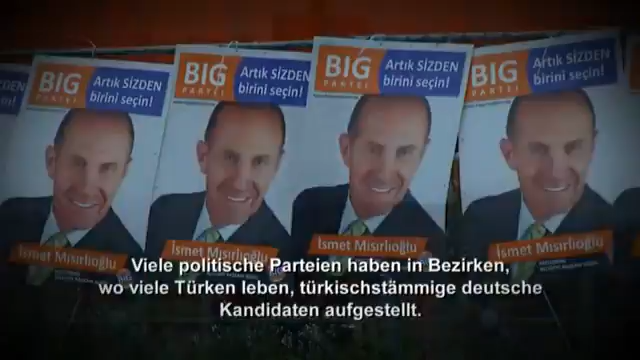 BIG
PARTEI
Artık SİZDEN
birini seçin!
BIG
PARTEI
Artık SİZDEN
birini seçin!
BIG
PARTEI
Artık SİZDEN
birini seçin!
BIG
PARTEI
Artık SİZDEN
birini seçin!
İsmet Mısırlıoğlu
İsmet Mısırlıoğlu
İsmet Mısırlıoğlu
İsmet Mısırlıoğlu
Viele politische Parteien haben in Bezirken,
wo viele Türken leben, türkischstämmige deutsche
Kandidaten aufgestellt.